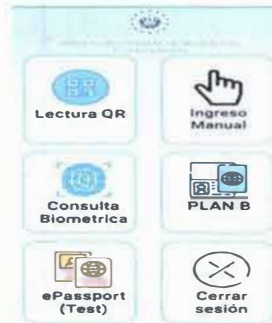 Lectura QR
Ingreso
Manual
Consulta
Biometrica
PLAN B
ePassport
(Test)
Cerrar
sesión